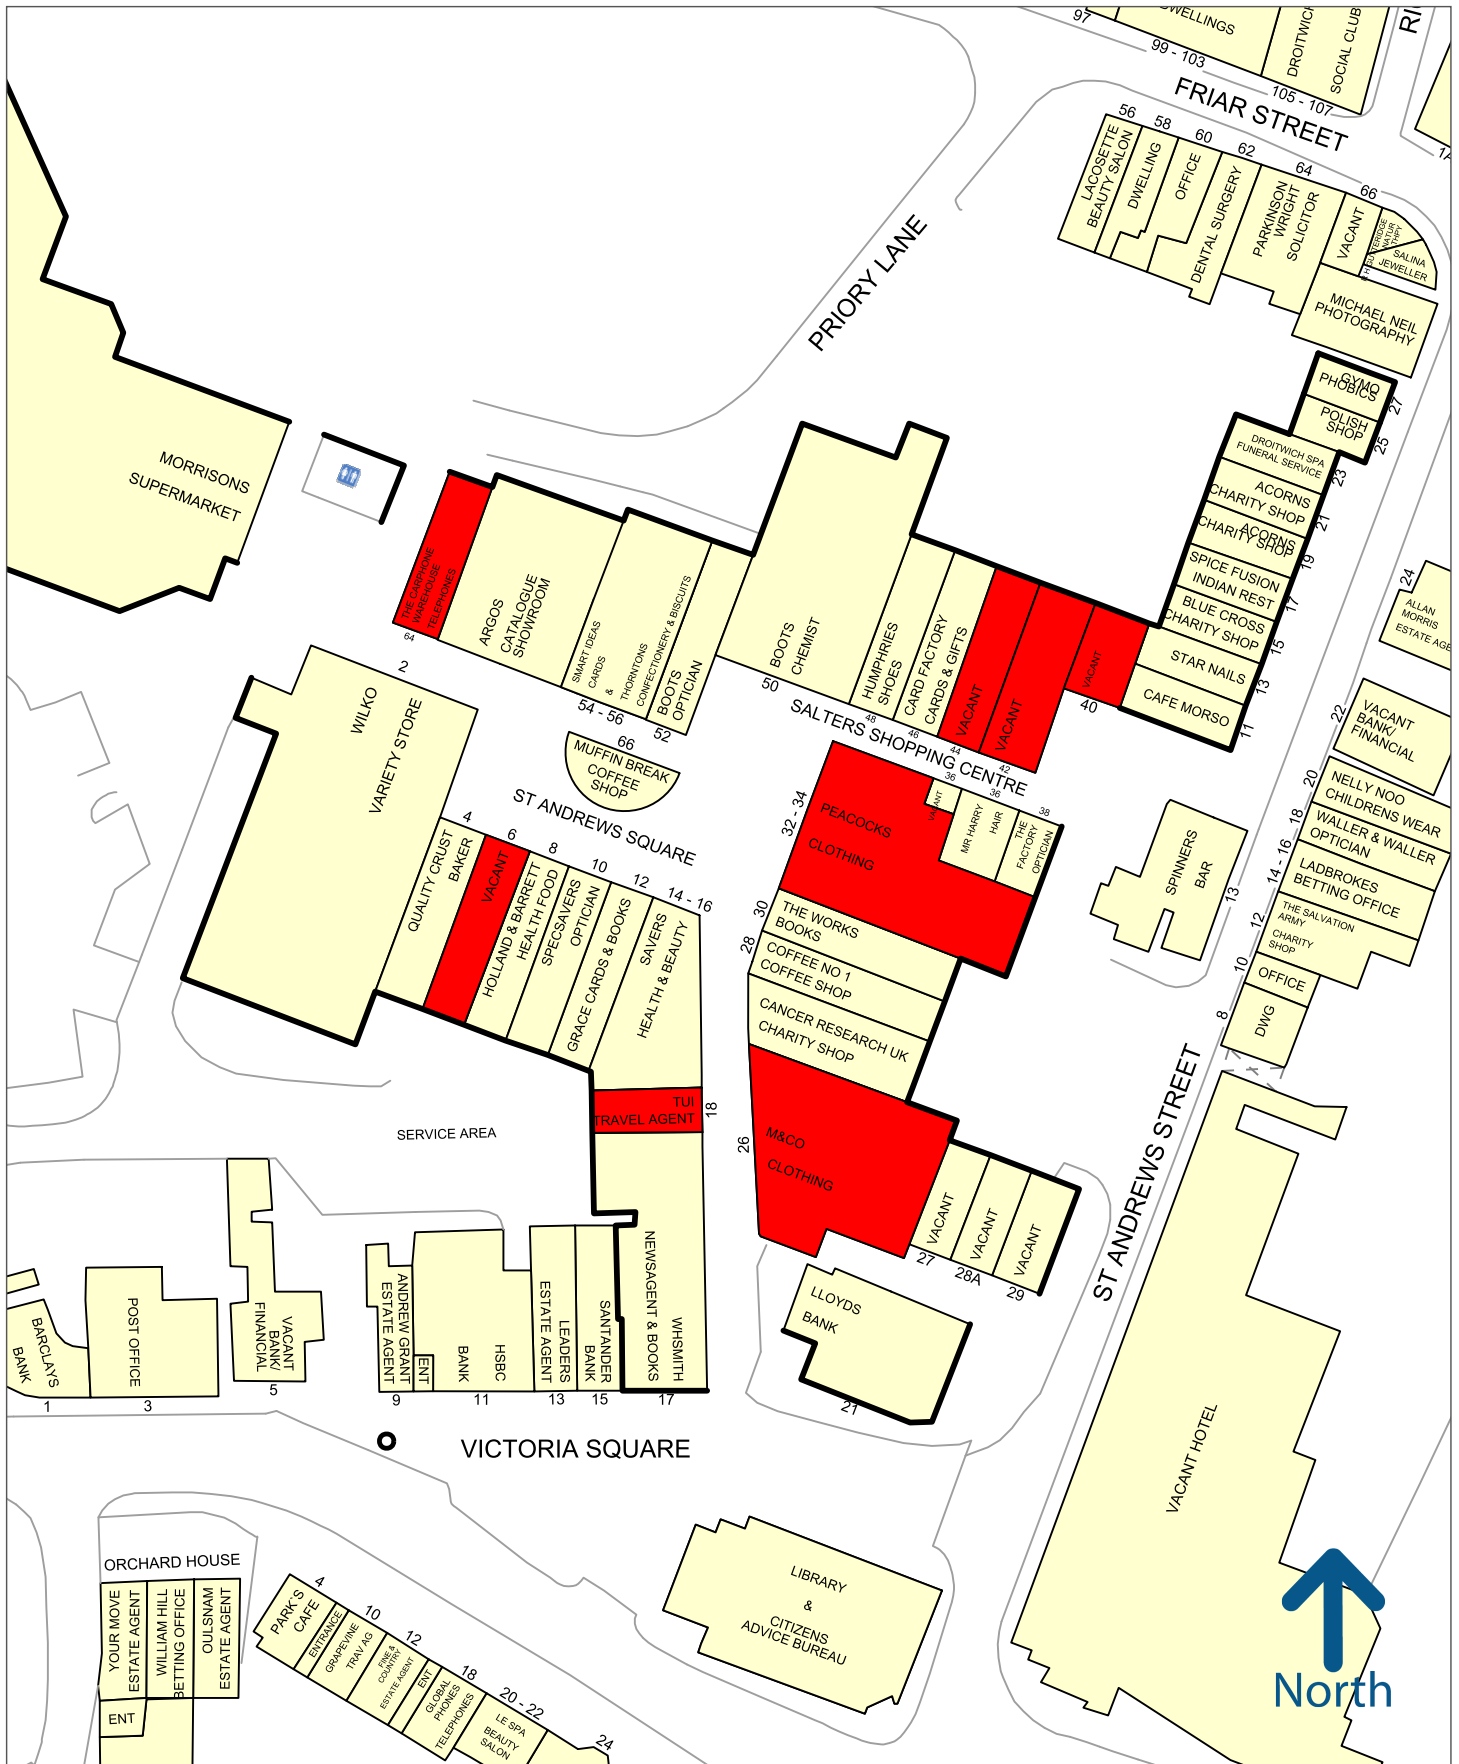 97
WELLINGS
99 - 103
DROITWICH
SOCIAL CLUB
105 - 107
FRIAR STREET
1A
56
58
60
62
64
66
LACOSETTE
BEAUTY SALON
DWELLING
OFFICE
DENTAL SURGERY
PARKINSON
WRIGHT
SOLICITOR
VACANT
NATUR
THPY
SALINA
JEWELLER
MICHAEL NEIL
PHOTOGRAPHY
PRIORY LANE
GYMO
PHOBICS
27
POLISH
SHOP
25
DROITWICH SPA
FUNERAL SERVICE
23
ACORNS
CHARITY SHOP
21
ACORNS
CHARITY SHOP
19
SPICE FUSION
INDIAN REST
17
BLUE CROSS
CHARITY SHOP
15
STAR NAILS
13
CAFE MORSO
11
MORRISONS
SUPERMARKET
THE CARPHONE
WAREHOUSE
TELEPHONES
64
ARGOS
CATALOGUE
SHOWROOM
SMART IDEAS
CARDS
&
THORNTONS
CONFECTIONERY & BISCUITS
54 - 56
BOOTS
OPTICIAN
52
BOOTS
CHEMIST
50
HUMPHRIES
SHOES
48
CARD FACTORY
CARDS & GIFTS
46
VACANT
44
VACANT
42
VACANT
40
SALTERS SHOPPING CENTRE
24
ALLAN
MORRIS
ESTATE AGE
22
VACANT
BANK/
FINANCIAL
20
NELLY NOO
CHILDRENS WEAR
18
WALLER & WALLER
OPTICIAN
14 - 16
LADBROKES
BETTING OFFICE
12
THE SALVATION
ARMY
CHARITY
SHOP
10
OFFICE
8
DWG
2
WILKO
VARIETY STORE
66
MUFFIN BREAK
COFFEE
SHOP
ST ANDREWS SQUARE
4
QUALITY CRUST
BAKER
6
VACANT
8
HOLLAND & BARRETT
HEALTH FOOD
10
SPECSAVERS
OPTICIAN
12
GRACE CARDS & BOOKS
14 - 16
SAVERS
HEALTH & BEAUTY
32 - 34
PEACOCKS
CLOTHING
36
VACANT
36
MR HARRY
HAIR
38
THE
FACTORY
OPTICIAN
30
THE WORKS
BOOKS
28
COFFEE NO 1
COFFEE SHOP
CANCER RESEARCH UK
CHARITY SHOP
SPINNERS
BAR
13
18
TUI
TRAVEL AGENT
SERVICE AREA
26
M&CO
CLOTHING
VACANT
27
VACANT
28A
VACANT
29
ST ANDREWS STREET
LLOYDS
BANK
21
BARCLAYS
BANK
1
POST OFFICE
3
VACANT
BANK/
FINANCIAL
5
ANDREW GRANT
ESTATE AGENT
9
ENT
HSBC
BANK
11
LEADERS
ESTATE AGENT
13
SANTANDER
BANK
15
WHSMITH
NEWSAGENT & BOOKS
17
VICTORIA SQUARE
VACANT HOTEL
ORCHARD HOUSE
YOUR MOVE
ESTATE AGENT
WILLIAM HILL
BETTING OFFICE
OULSNAM
ESTATE AGENT
ENT
4
PARK'S
CAFE
ENTRANCE
10
GRAPEVINE
TRAV AG
12
FINE &
COUNTRY
ESTATE AGENT
ENT
18
GLOBAL
PHONES
TELEPHONES
20 - 22
LE SPA
BEAUTY
SALON
24
LIBRARY
&
CITIZENS
ADVICE BUREAU
North